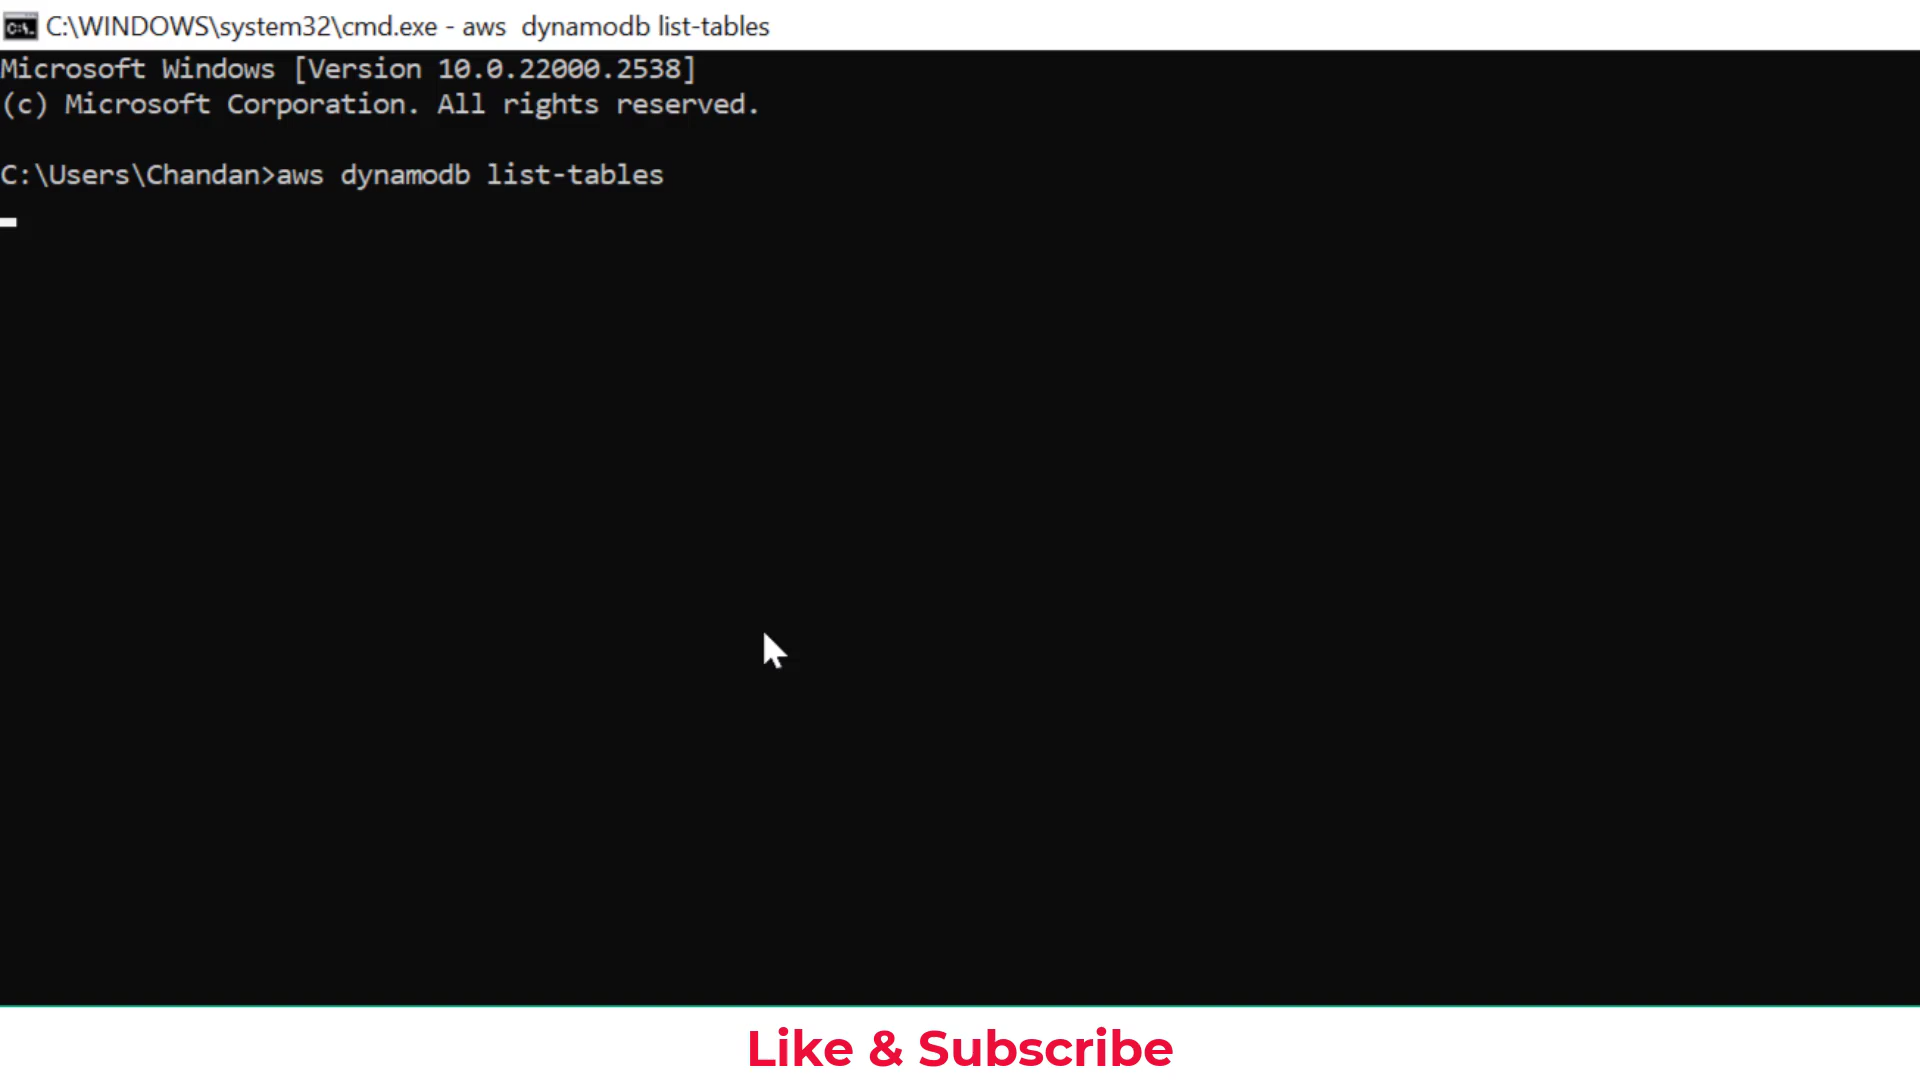 C:\WINDOWS\system32\cmd.exe - aws  dynamodb list-tables
Microsoft Windows [Version 10.0.22000.2538]
(c) Microsoft Corporation. All rights reserved.
C:\Users\Chandan>aws dynamodb list-tables
Like & Subscribe